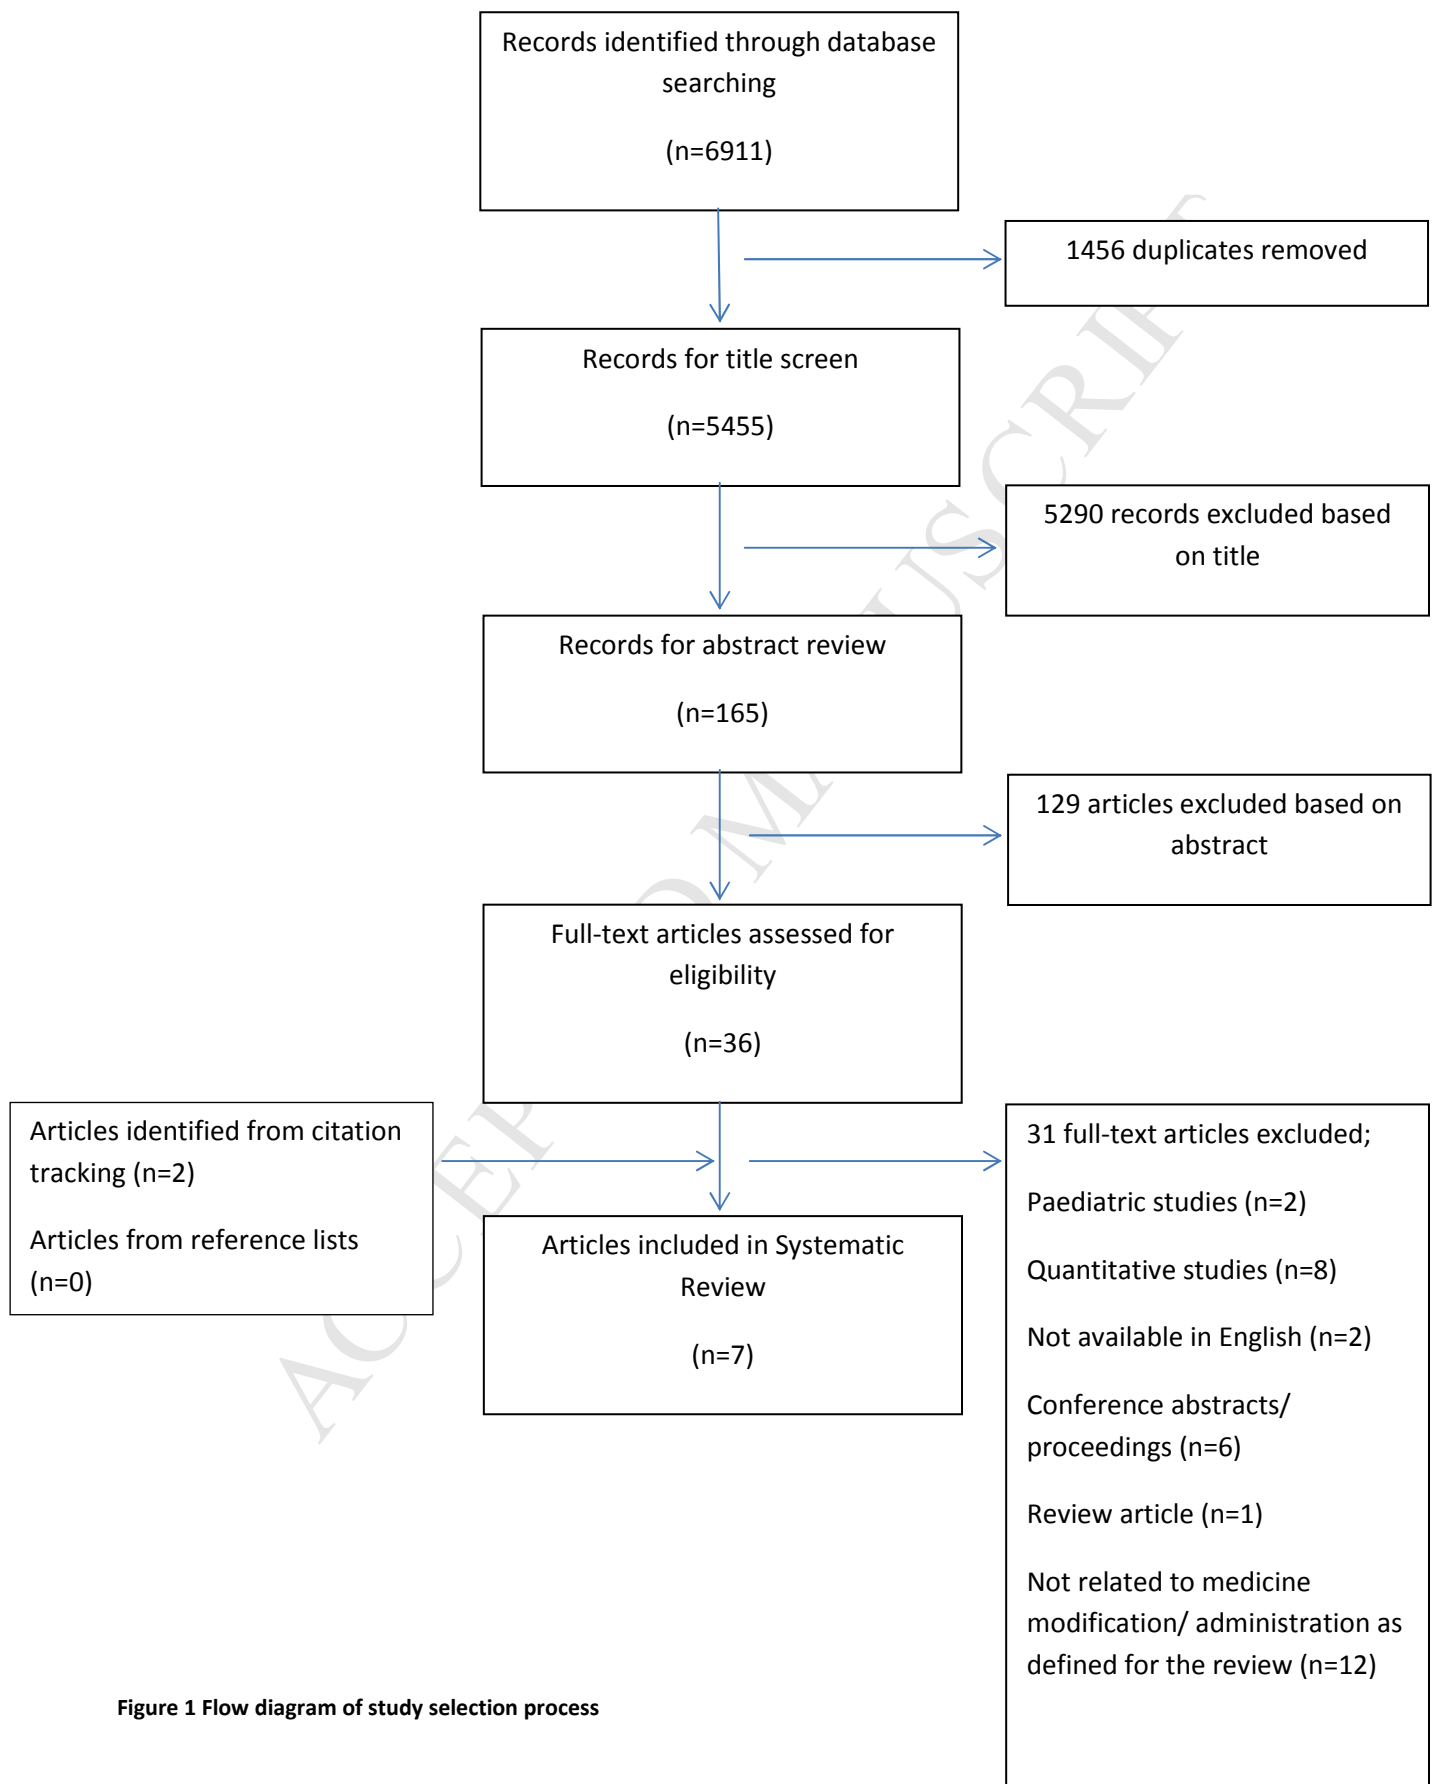 Records identified through database
searching
(n=6911)
1456 duplicates removed
Records for title screen
(n=5455)
5290 records excluded based
on title
Records for abstract review
(n=165)
129 articles excluded based on
abstract
Full-text articles assessed for
eligibility
(n=36)
Articles identified from citation
tracking (n=2)
Articles from reference lists
(n=0)
31 full-text articles excluded;
Paediatric studies (n=2)
Quantitative studies (n=8)
Not available in English (n=2)
Conference abstracts/
proceedings (n=6)
Review article (n=1)
Not related to medicine
modification/ administration as
defined for the review (n=12)
Articles included in Systematic
Review
(n=7)
Figure 1 Flow diagram of study selection process
ACCEPTED MANUSCRIPT